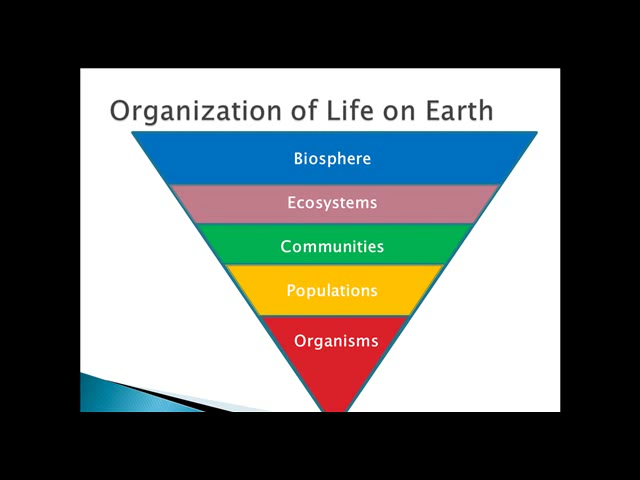 Organization of Life on Earth
Biosphere
Ecosystems
Communities
Populations
Organisms